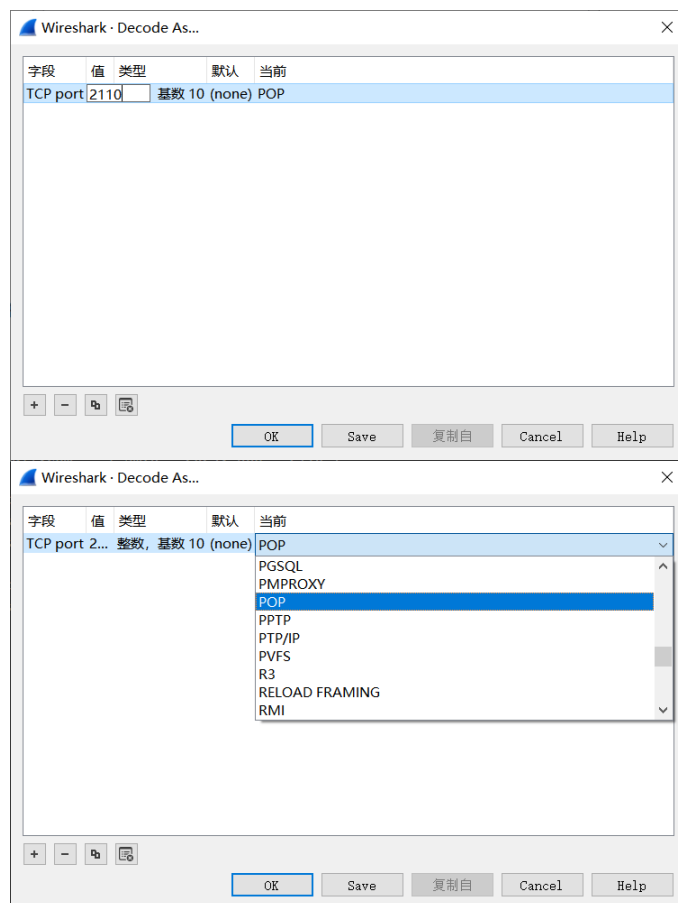 Wireshark · Decode As...
字段 值 类型 默认 当前
TCP port 2110 基数 10 (none) POP
OK Save 复制自 Cancel Help
Wireshark · Decode As...
字段 值 类型 默认 当前
TCP port 2... 整数，基数 10 (none) POP
PGSQL
PMPROXY
POP
PPTP
PTP/IP
PVFS
R3
RELOAD FRAMING
RMI
OK Save 复制自 Cancel Help